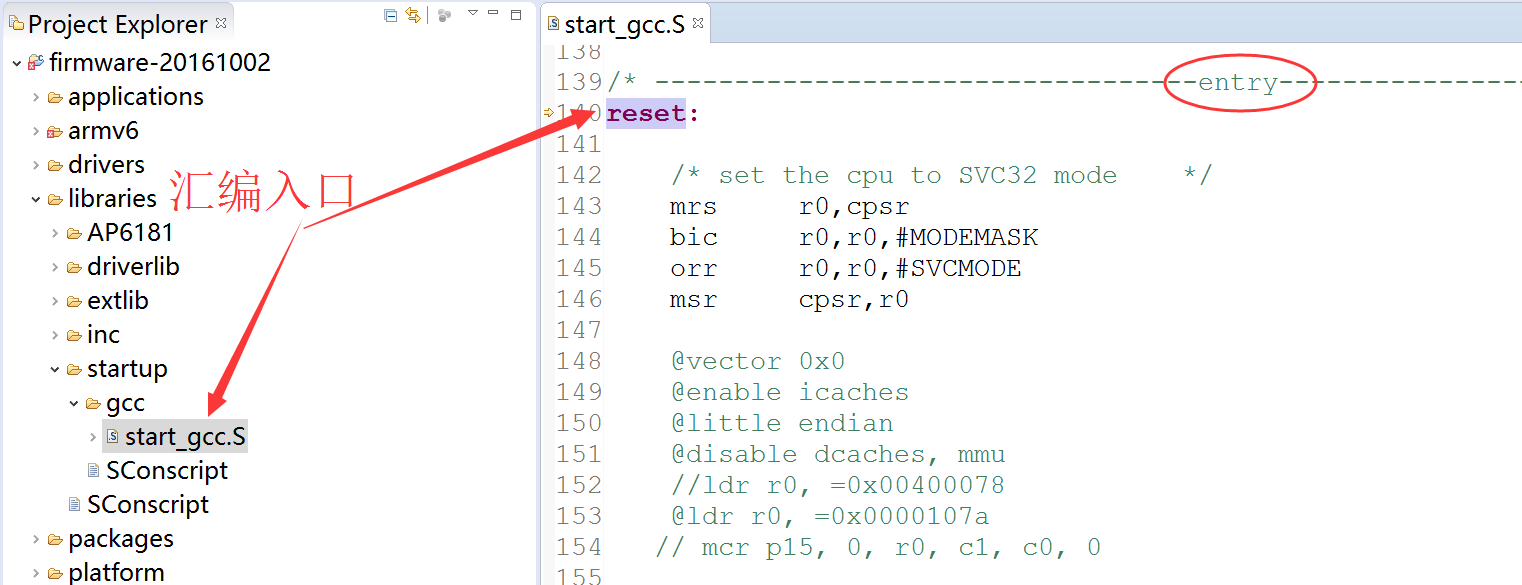 Project Explorer
firmware-20161002
applications
armv6
drivers
libraries
AP6181
driverlib
extlib
inc
startup
gcc
start_gcc.S
SConscript
SConscript
packages
platform
汇编入口
start_gcc.S
138
139 /* ----------------------------------entry---------------
140 reset:
141
142 /* set the cpu to SVC32 mode */
143 mrs r0,cpsr
144 bic r0,r0,#MODEMASK
145 orr r0,r0,#SVCMODE
146 msr cpsr,r0
147
148 @vector 0x0
149 @enable icaches
150 @little endian
151 @disable dcaches, mmu
152 //ldr r0, =0x00400078
153 @ldr r0, =0x0000107a
154 // mcr p15, 0, r0, c1, c0, 0
155